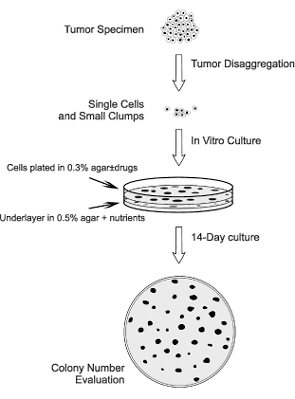 Tumor Specimen
Tumor Disaggregation
Single Cells
and Small Clumps
In Vitro Culture
Cells plated in 0.3% agar±drugs
Underlayer in 0.5% agar + nutrients
14-Day culture
Colony Number
Evaluation